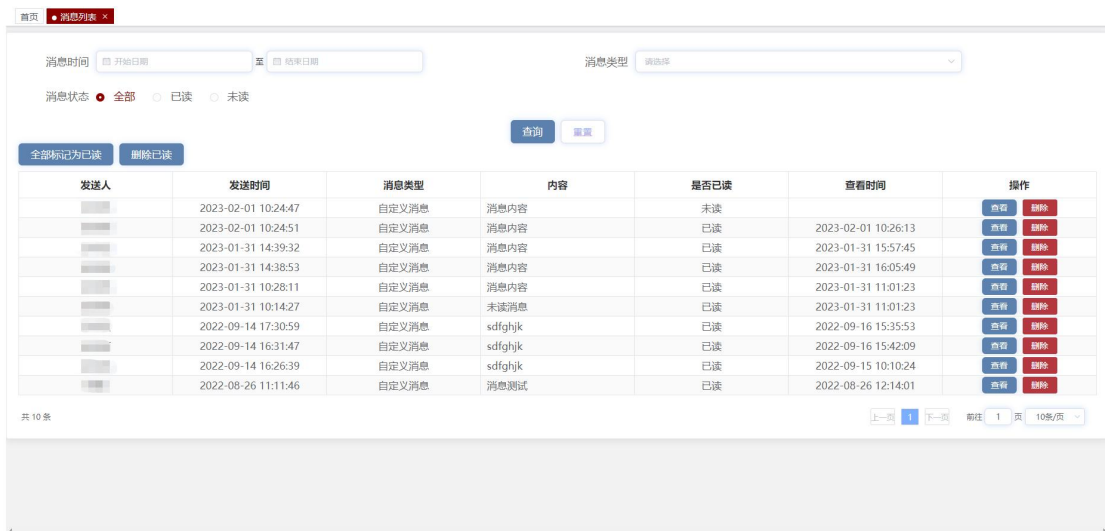 首页 消息列表 ×
消息时间 开始日期 至 结束日期 消息类型 请选择
消息状态 全部 已读 未读
查询 重置
全部标记为已读 删除已读
发送人 发送时间 消息类型 内容 是否已读 查看时间 操作
2023-02-01 10:24:47 自定义消息 消息内容 未读 查看 删除
2023-02-01 10:24:51 自定义消息 消息内容 已读 2023-02-01 10:26:13 查看 删除
2023-01-31 14:39:32 自定义消息 消息内容 已读 2023-01-31 15:57:45 查看 删除
2023-01-31 14:38:53 自定义消息 消息内容 已读 2023-01-31 16:05:49 查看 删除
2023-01-31 10:28:11 自定义消息 消息内容 已读 2023-01-31 11:01:23 查看 删除
2023-01-31 10:14:27 自定义消息 未读消息 已读 2023-01-31 11:01:23 查看 删除
2022-09-14 17:30:59 自定义消息 sdfghjk 已读 2022-09-16 15:35:53 查看 删除
2022-09-14 16:31:47 自定义消息 sdfghjk 已读 2022-09-16 15:42:09 查看 删除
2022-09-14 16:26:39 自定义消息 sdfghjk 已读 2022-09-15 10:10:24 查看 删除
2022-08-26 11:11:46 自定义消息 消息测试 已读 2022-08-26 12:14:01 查看 删除
共 10 条 上一页 1 下一页 前往 1 页 10条/页